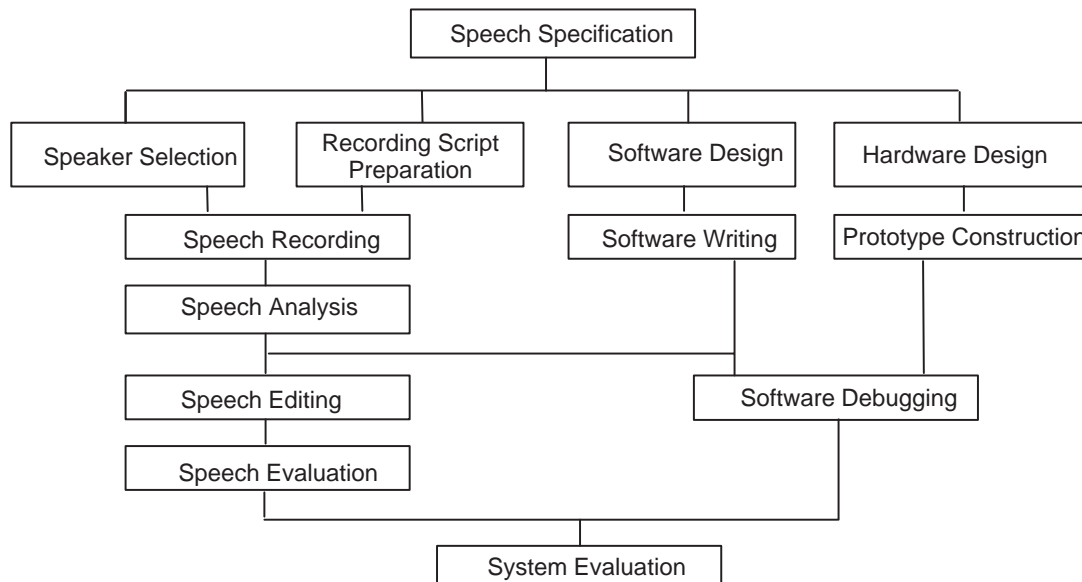 Speech Specification
Speaker Selection
Recording Script
Preparation
Software Design
Hardware Design
Speech Recording
Software Writing
Prototype Construction
Speech Analysis
Speech Editing
Software Debugging
Speech Evaluation
System Evaluation